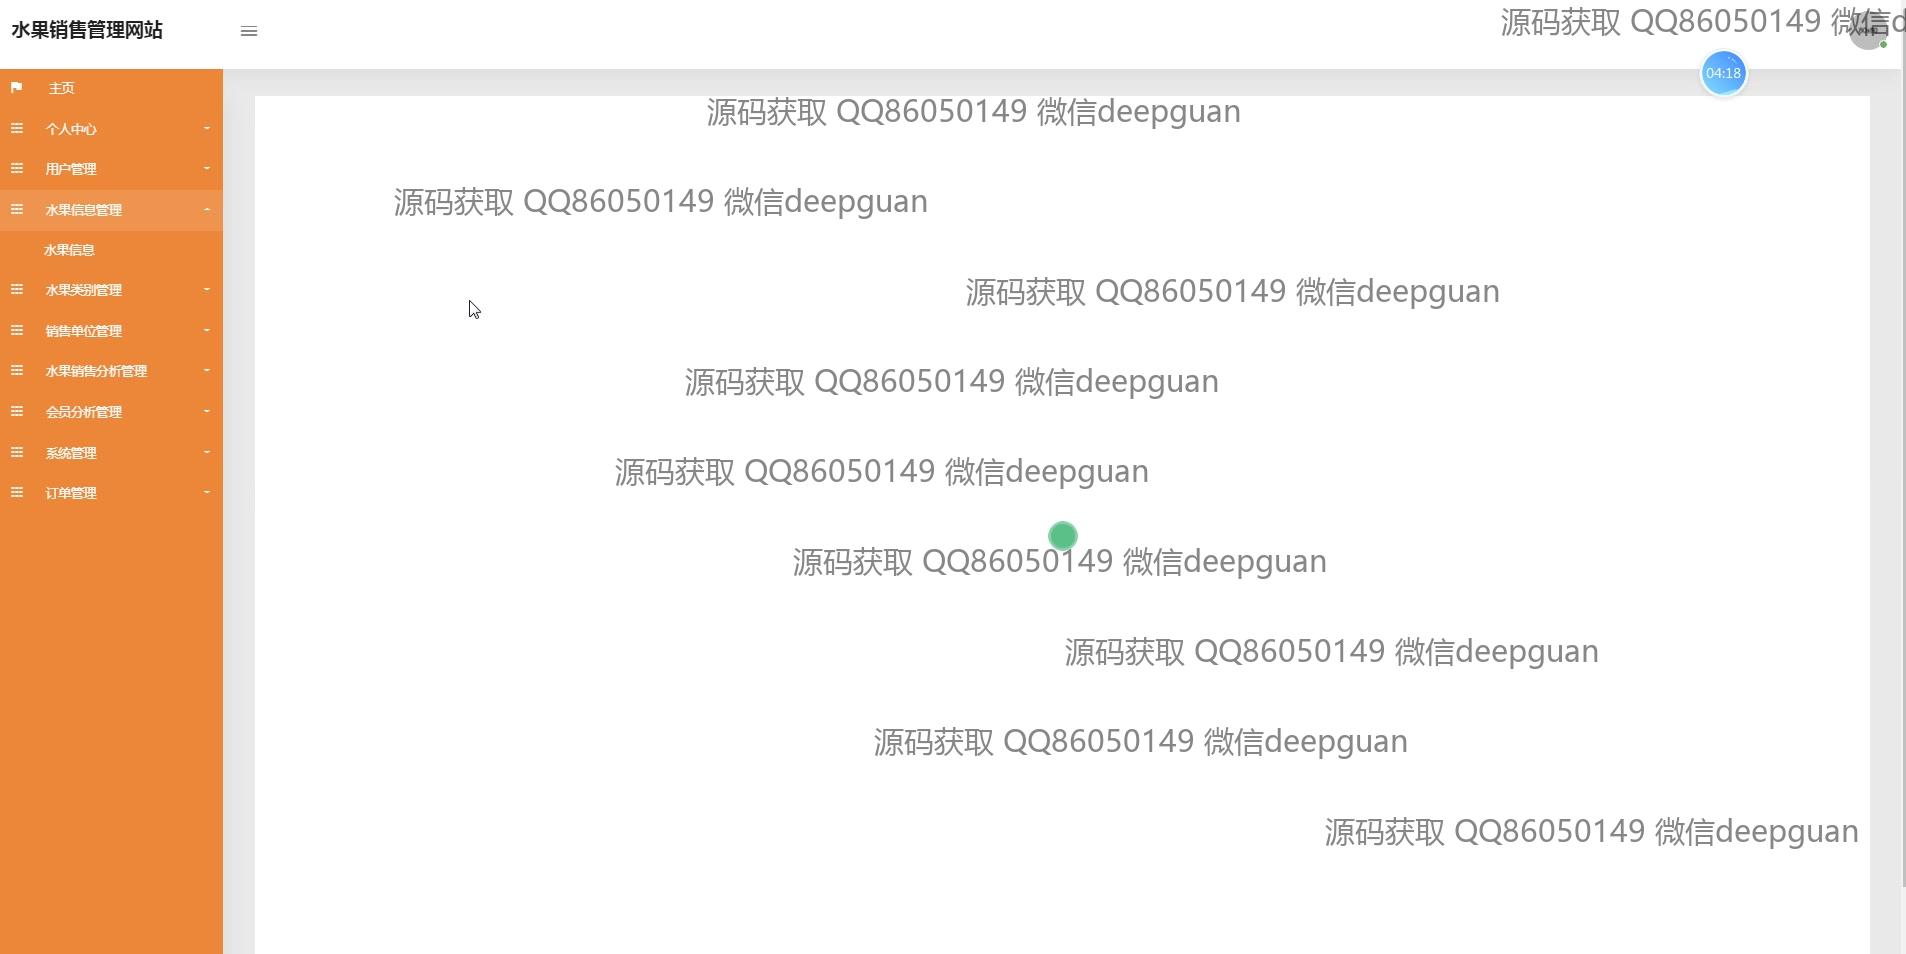 水果销售管理网站
源码获取 QQ86050149 微信d
04:18
主页
个人中心
用户管理
水果信息管理
水果信息
水果类别管理
销售单位管理
水果销售分析管理
会员分析管理
系统管理
订单管理
源码获取 QQ86050149 微信deepguan
源码获取 QQ86050149 微信deepguan
源码获取 QQ86050149 微信deepguan
源码获取 QQ86050149 微信deepguan
源码获取 QQ86050149 微信deepguan
源码获取 QQ86050149 微信deepguan
源码获取 QQ86050149 微信deepguan
源码获取 QQ86050149 微信deepguan
源码获取 QQ86050149 微信deepguan